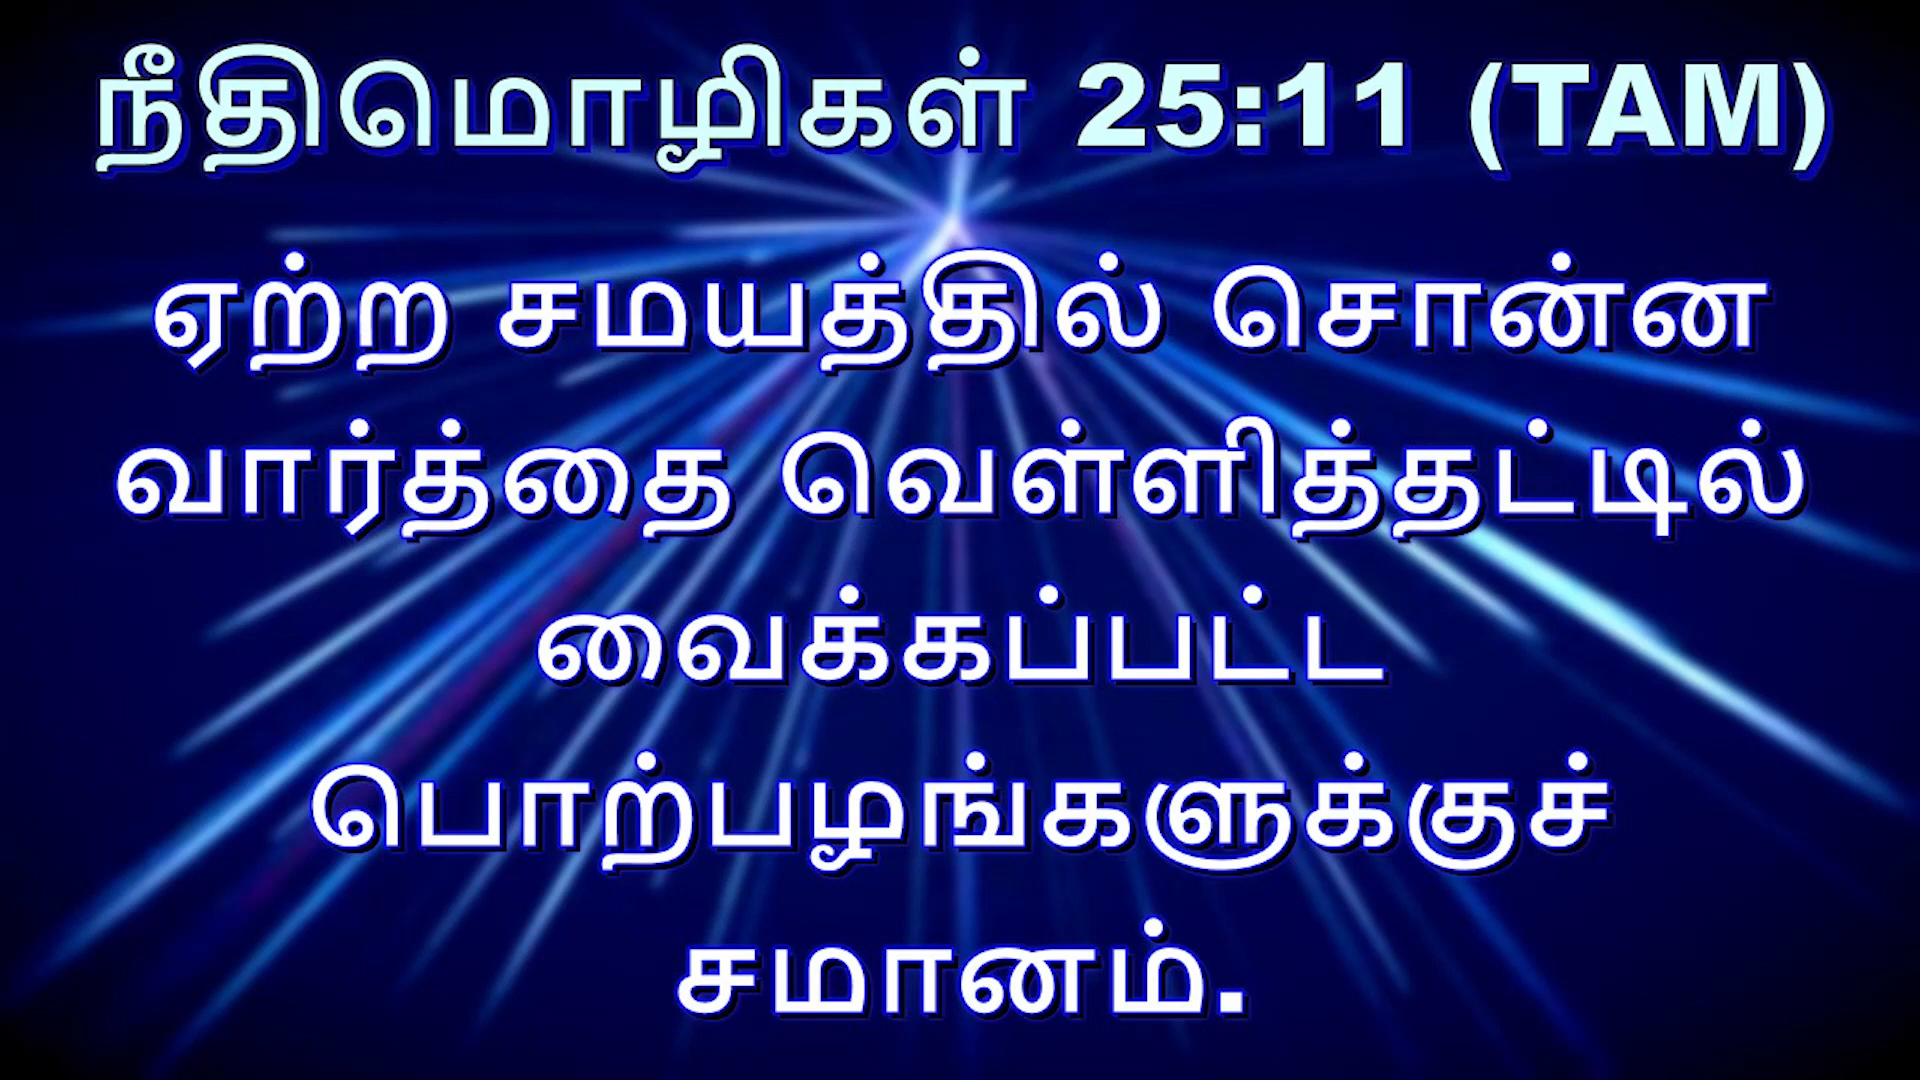 நீதிமொழிகள் 25:11 (TAM)
ஏற்ற சமயத்தில் சொன்ன
வார்த்தை வெள்ளித்தட்டில்
வைக்கப்பட்ட
பொற்பழங்களுக்குச்
சமானம்.